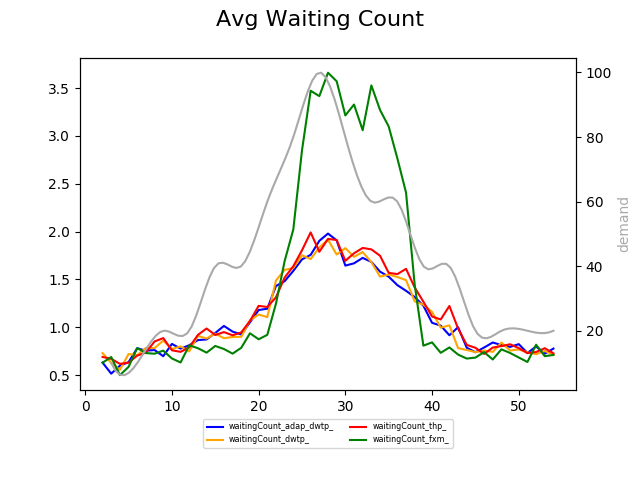 Avg Waiting Count
3.5
3.0
2.5
2.0
1.5
1.0
0.5
100
80
60
40
20
demand
0 10 20 30 40 50
waitingCount_adap_dwtp_ waitingCount_thp_
waitingCount_dwtp_ waitingCount_fxm_